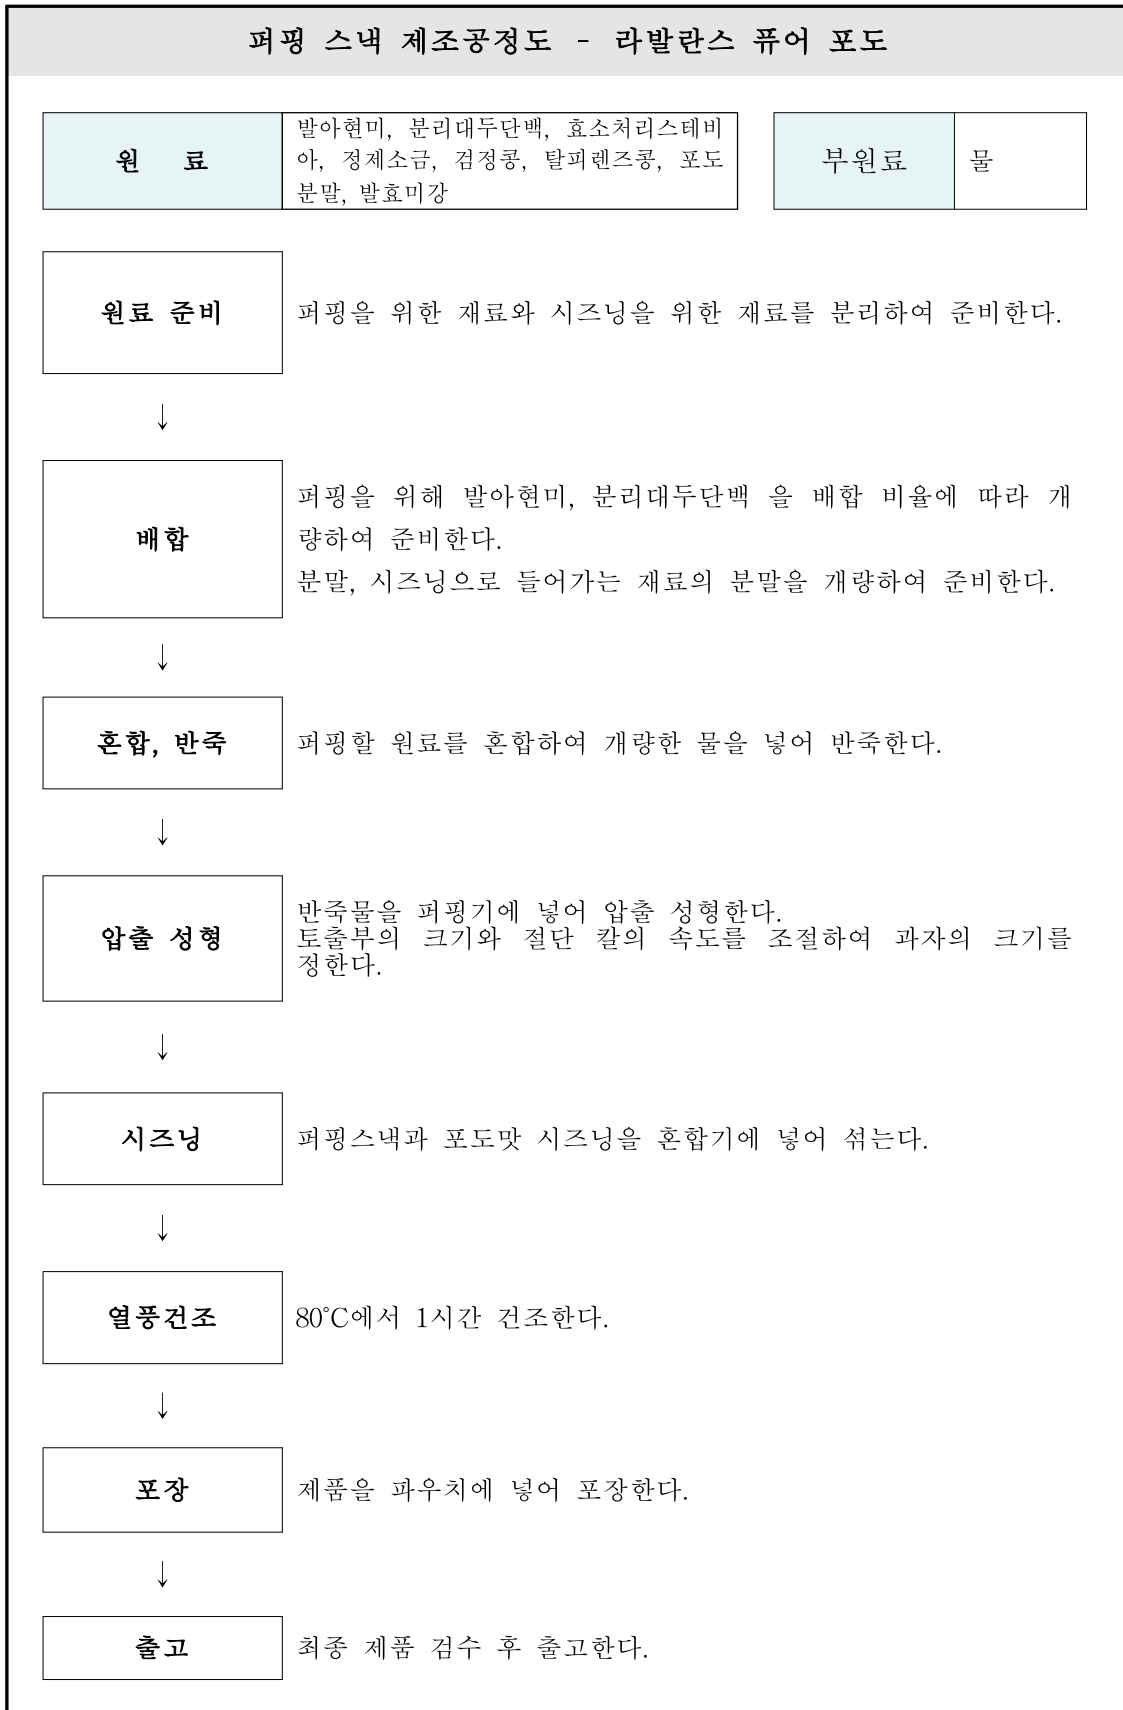 퍼핑 스낵 제조공정도 - 라발란스 퓨어 포도
원 료
발아현미, 분리대두단백, 효소처리스테비
아, 정제소금, 검정콩, 탈피렌즈콩, 포도
분말, 발효미강
부원료
물
원료 준비
퍼핑을 위한 재료와 시즈닝을 위한 재료를 분리하여 준비한다.
↓
배합
퍼핑을 위해 발아현미, 분리대두단백 을 배합 비율에 따라 개
량하여 준비한다.
분말, 시즈닝으로 들어가는 재료의 분말을 개량하여 준비한다.
↓
혼합, 반죽
퍼핑할 원료를 혼합하여 개량한 물을 넣어 반죽한다.
↓
압출 성형
반죽물을 퍼핑기에 넣어 압출 성형한다.
토출부의 크기와 절단 칼의 속도를 조절하여 과자의 크기를
정한다.
↓
시즈닝
퍼핑스낵과 포도맛 시즈닝을 혼합기에 넣어 섞는다.
↓
열풍건조
80℃에서 1시간 건조한다.
↓
포장
제품을 파우치에 넣어 포장한다.
↓
출고
최종 제품 검수 후 출고한다.